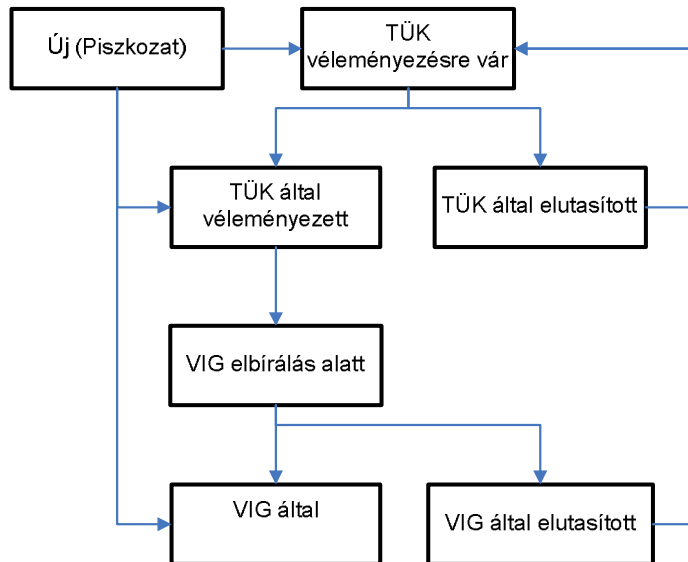 Új (Piszkozat)
TÜK
véleményezésre vár
TÜK által
véleményezett
TÜK által elutasított
VIG elbírálás alatt
VIG által
VIG által elutasított